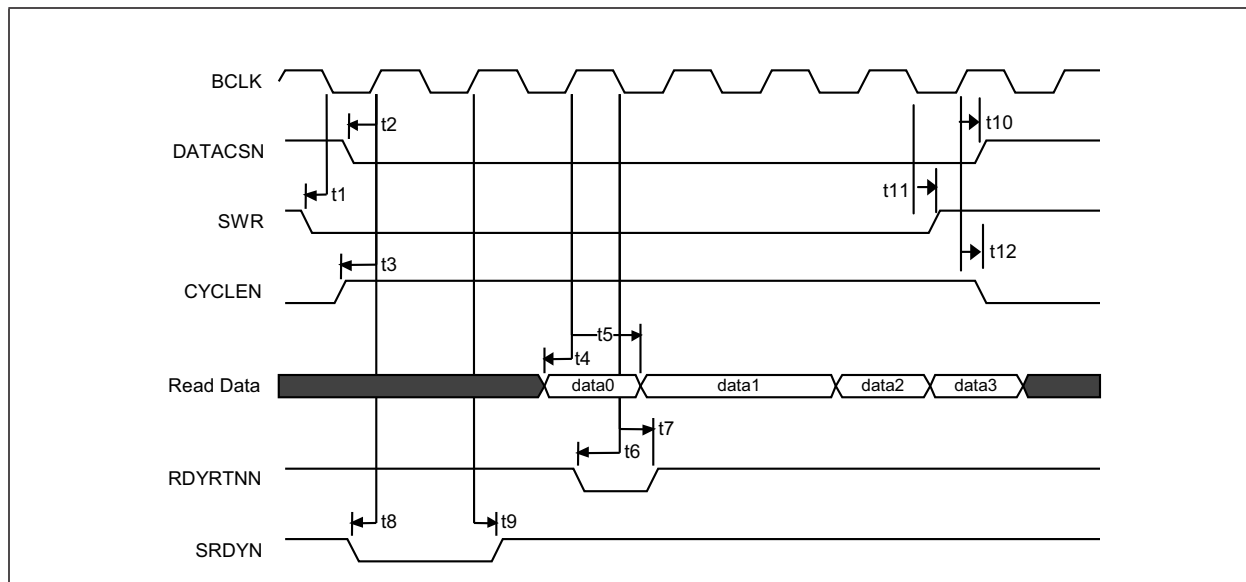 BCLK
t2
t10
DATACSN
t1
t11
SWR
t3
t12
CYCLEN
t5
t4
Read Data
data0
data1
data2
data3
t7
t6
RDYRTNN
t8
t9
SRDYN